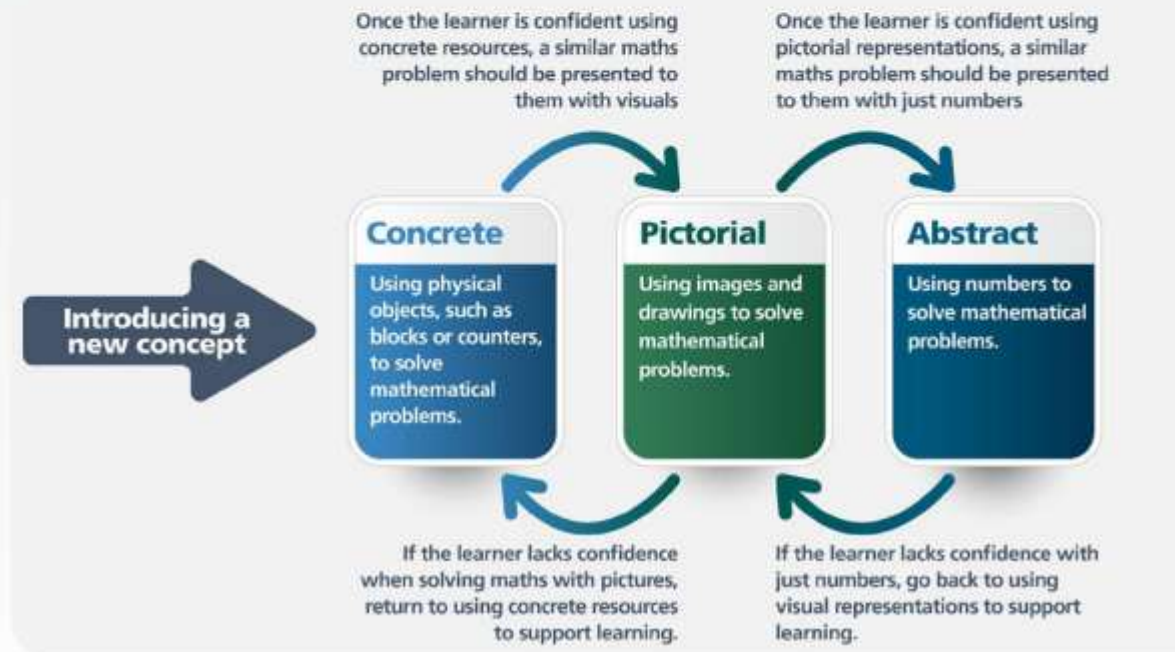 Once the learner is confident using
concrete resources, a similar maths
problem should be presented to
them with visuals
Once the learner is confident using
pictorial representations, a similar
maths problem should be presented
to them with just numbers
Introducing a
new concept
Concrete
Using physical
objects, such as
blocks or counters,
to solve
mathematical
problems.
Pictorial
Using images and
drawings to solve
mathematical
problems.
Abstract
Using numbers to
solve mathematical
problems.
If the learner lacks confidence
when solving maths with pictures,
return to using concrete resources
to support learning.
If the learner lacks confidence with
just numbers, go back to using
visual representations to support
learning.